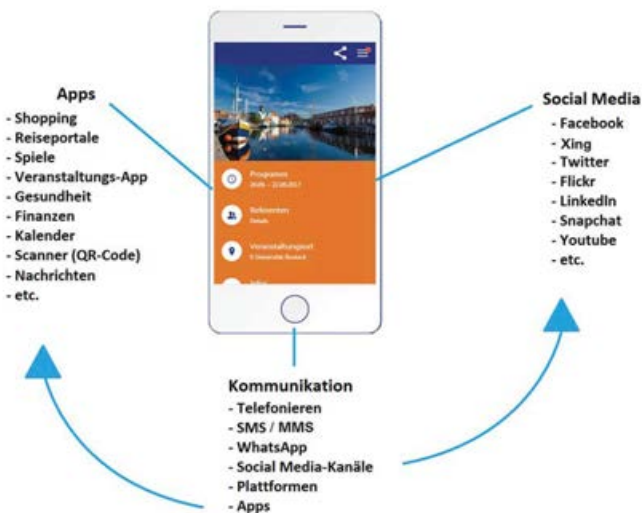 Apps
- Shopping
- Reiseportale
- Spiele
- Veranstaltungs-App
- Gesundheit
- Finanzen
- Kalender
- Scanner (QR-Code)
- Nachrichten
- etc.
Programm
Referenten
Details
Veranstaltungsort
Social Media
- Facebook
- Xing
- Twitter
- Flickr
- LinkedIn
- Snapchat
- Youtube
- etc.
Kommunikation
- Telefonieren
- SMS / MMS
- WhatsApp
- Social Media-Kanäle
- Plattformen
- Apps